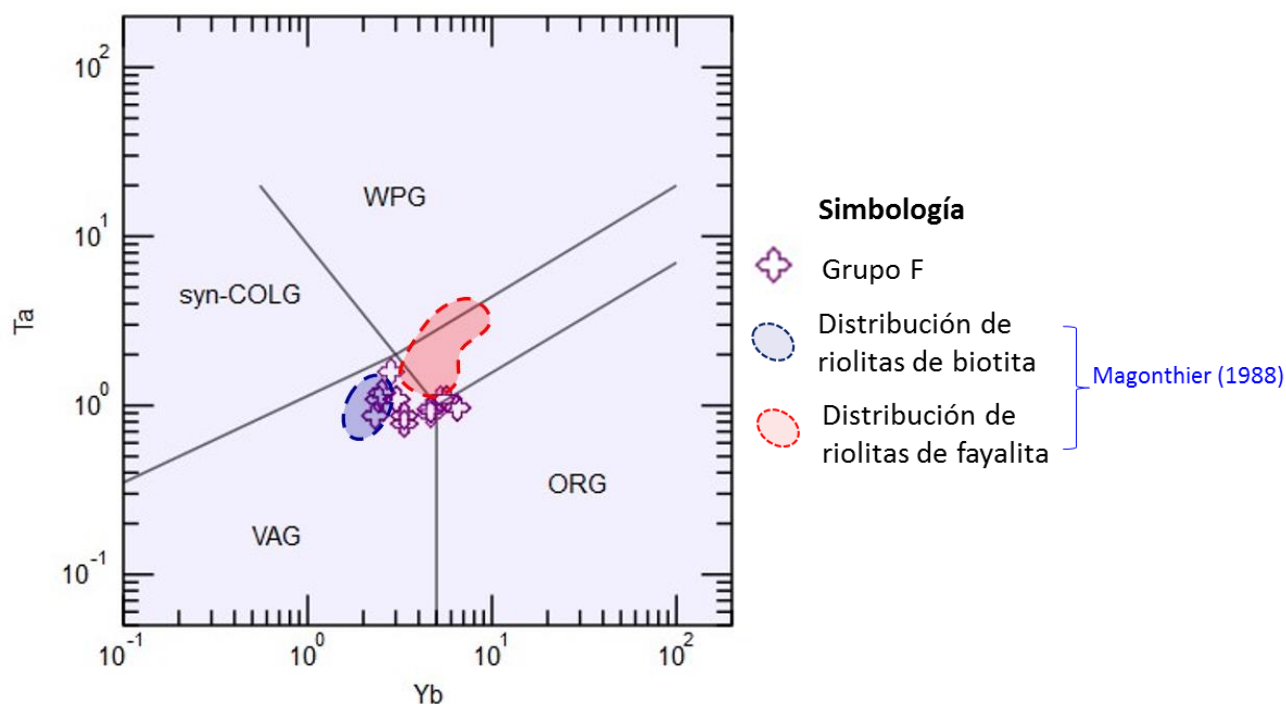 10²
10¹
10⁰
10⁻¹
Ta
WPG
syn-COLG
VAG
ORG
10⁻¹
10⁰
10¹
10²
Yb
Simbología
Grupo F
Distribución de
riolitas de biotita
Distribución de
riolitas de fayalita
Magonthier (1988)